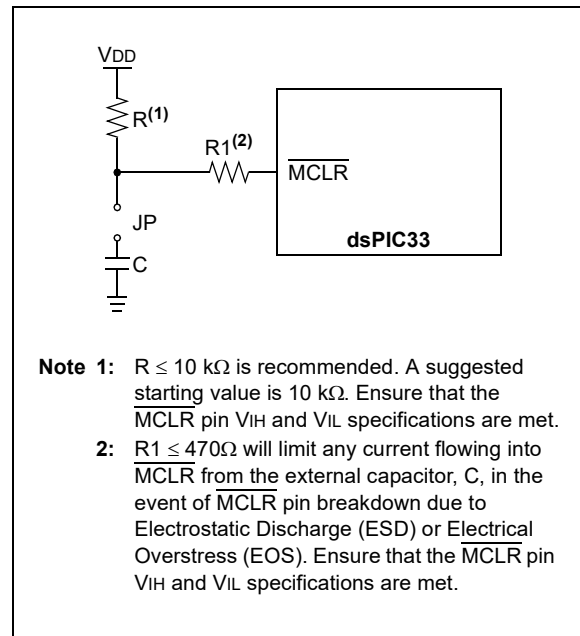 VDD
R(1)
R1(2)
MCLR
JP
dsPIC33
C
Note 1: R ≤ 10 kΩ is recommended. A suggested
starting value is 10 kΩ. Ensure that the
MCLR pin VIH and VIL specifications are met.
2: R1 ≤ 470Ω will limit any current flowing into
MCLR from the external capacitor, C, in the
event of MCLR pin breakdown due to
Electrostatic Discharge (ESD) or Electrical
Overstress (EOS). Ensure that the MCLR pin
VIH and VIL specifications are met.